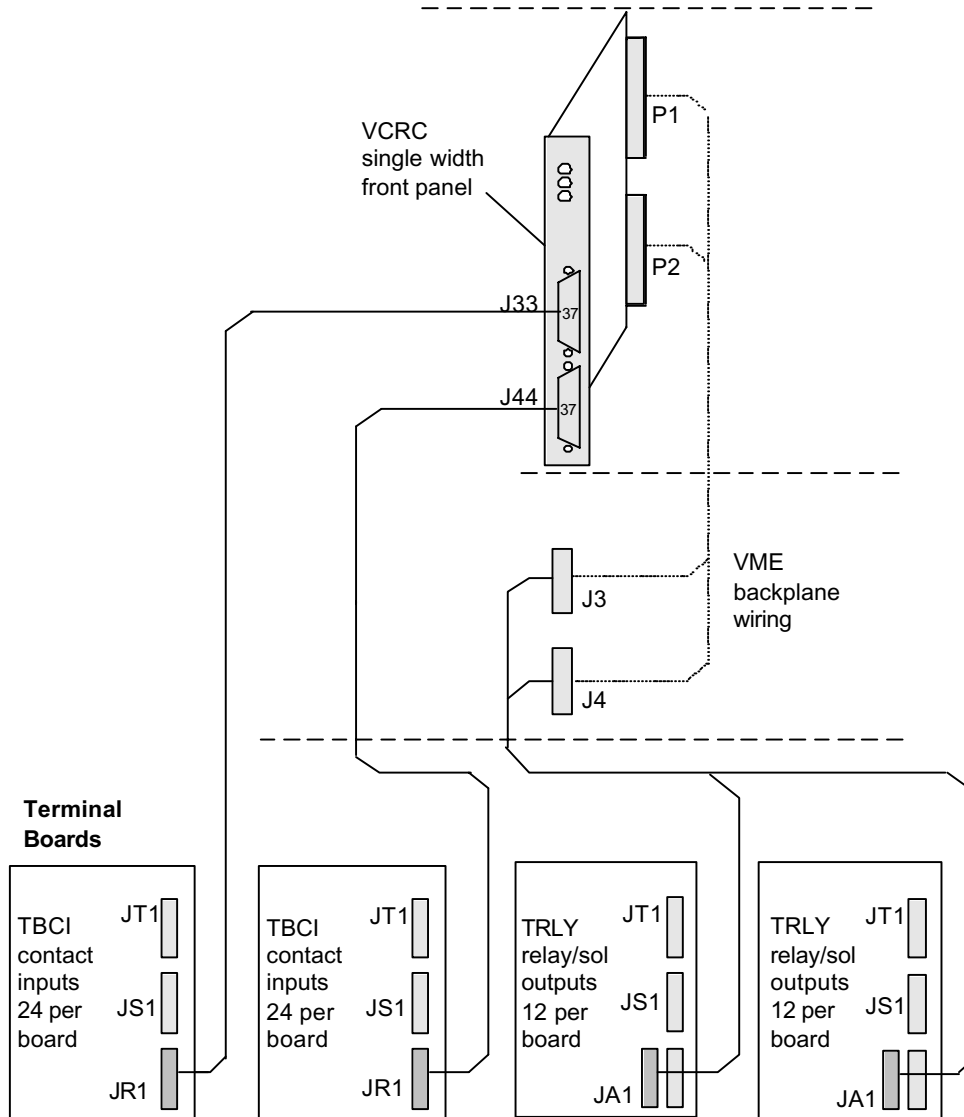 P1
VCRC
single width
front panel
P2
J33
37
J44
37
VME
backplane
wiring
J3
J4
Terminal
Boards
TBCI
contact
inputs
24 per
board
JT1
JS1
JR1
TBCI
contact
inputs
24 per
board
JT1
JS1
JR1
TRLY
relay/sol
outputs
12 per
board
JT1
JS1
JA1
TRLY
relay/sol
outputs
12 per
board
JT1
JS1
JA1